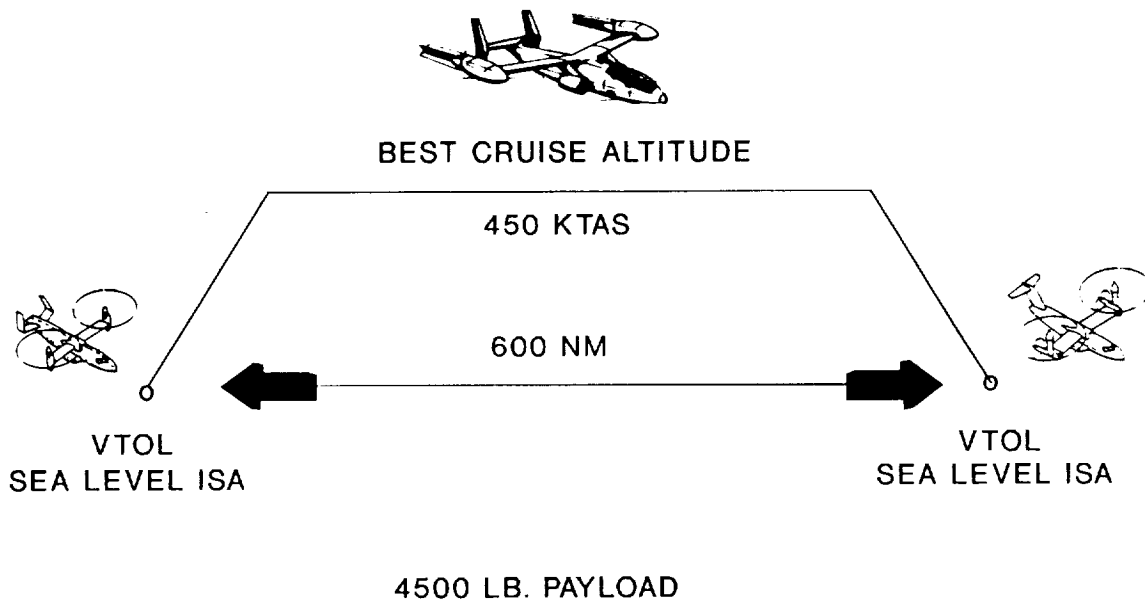 BEST CRUISE ALTITUDE
450 KTAS
600 NM
VTOL
SEA LEVEL ISA
VTOL
SEA LEVEL ISA
4500 LB. PAYLOAD